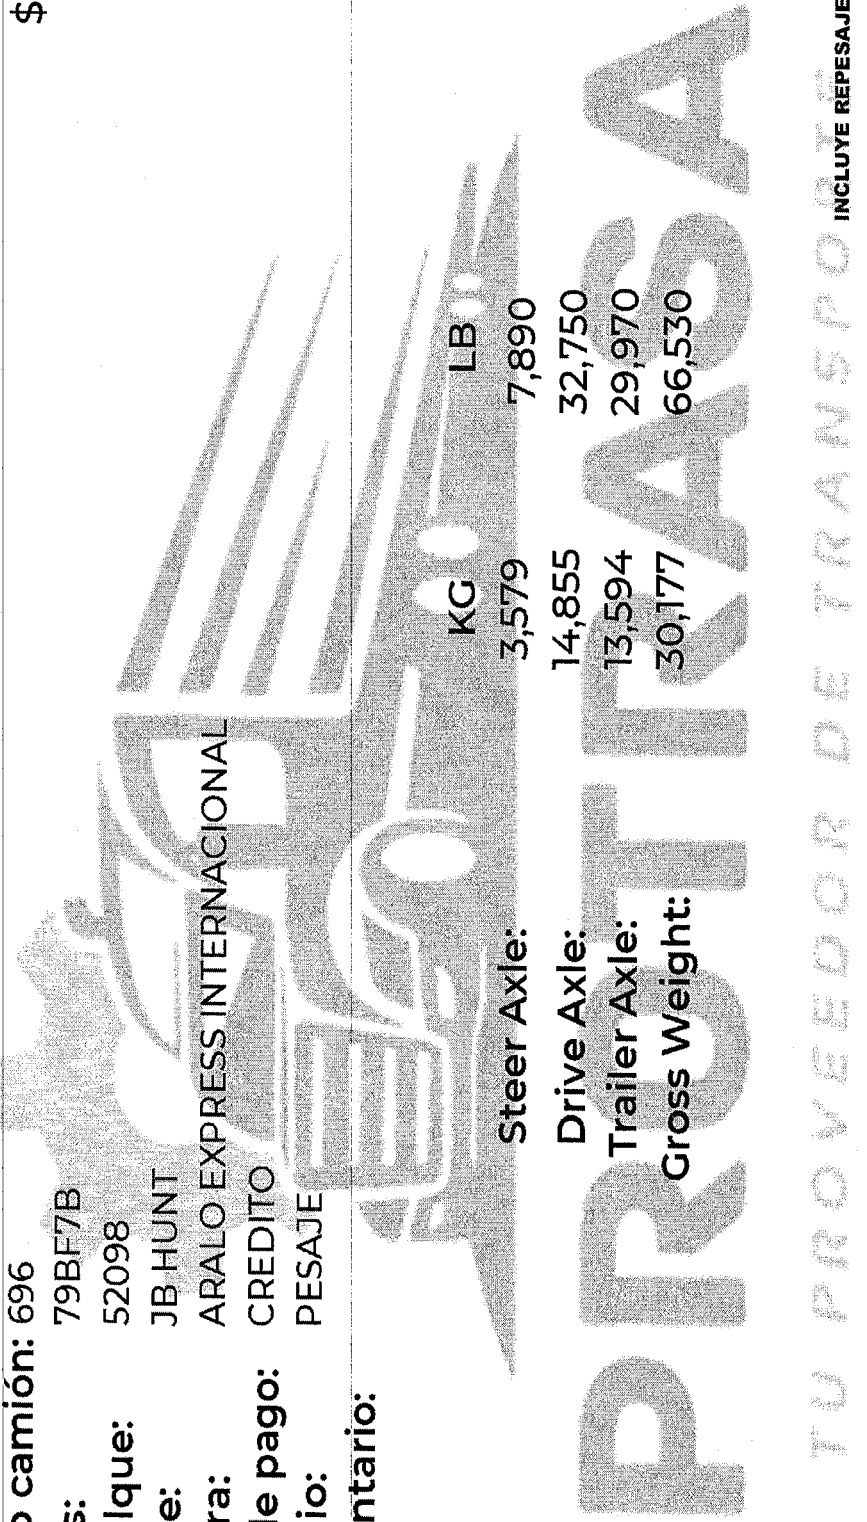 o camión: 696 $
s: 79BF7B
lque: 52098
e: JB HUNT
ra: ARALO EXPRESS INTERNACIONAL
le pago: CREDITO
io: PESAJE
ntario:
KG LB
Steer Axle: 3,579 7,890
Drive Axle: 14,855 32,750
Trailer Axle: 13,594 29,970
Gross Weight: 30,177 66,530
PROTRASA
TU PROVEEDOR DE TRANSPORTE
INCLUYE REPESAJE